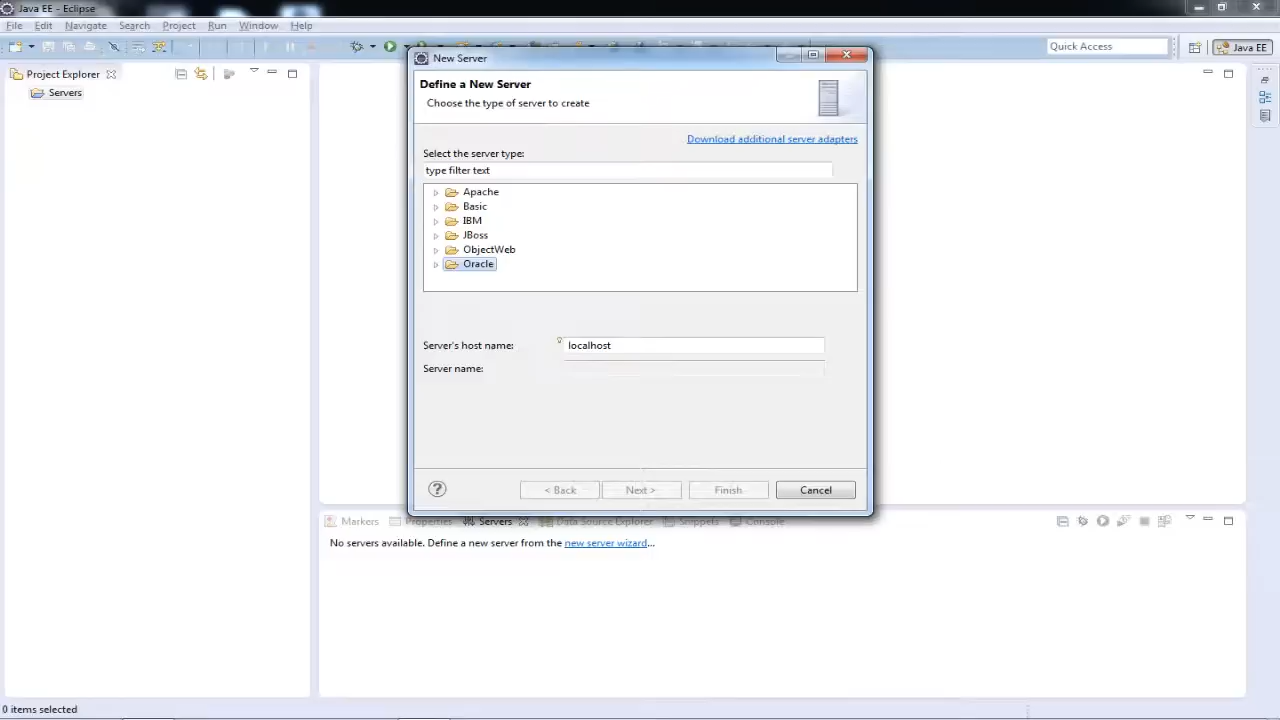 Java EE - Eclipse
File Edit Navigate Search Project Run Window Help
Quick Access
Java EE
Project Explorer
Servers
New Server
Define a New Server
Choose the type of server to create
Download additional server adapters
Select the server type:
type filter text
Apache
Basic
IBM
JBoss
ObjectWeb
Oracle
Server's host name: localhost
Server name:
? < Back Next > Finish Cancel
Markers Properties Servers Data Source Explorer Snippets Console
No servers available. Define a new server from the new server wizard...
0 items selected